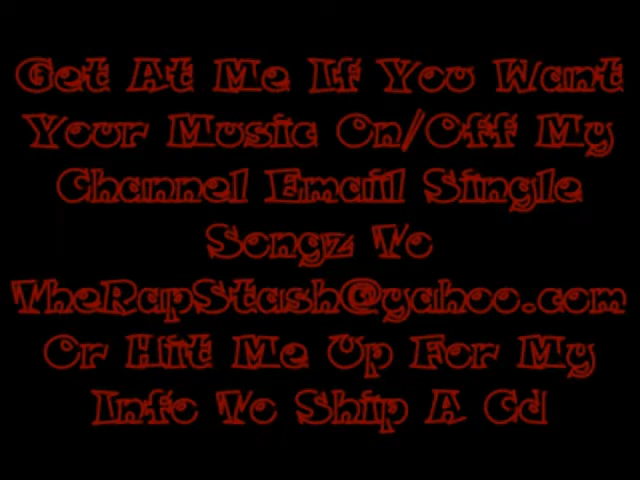 Get At Me If You Want
Your Music On/Off My
Channel Email Single
Songz To
TheRapStash@yahoo.com
Or Hit Me Up For My
Info To Ship A Cd